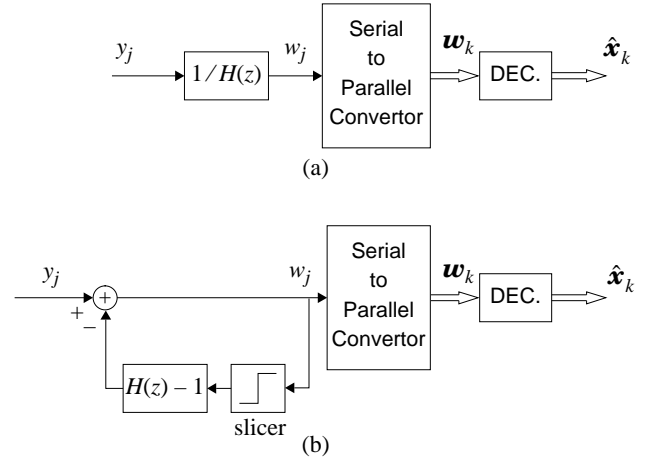 y_j
1 / H(z)
w_j
Serial
to
Parallel
Convertor
𝒘_k
DEC.
x̂_k
(a)
y_j
+
+
−
w_j
Serial
to
Parallel
Convertor
𝒘_k
DEC.
x̂_k
H(z) – 1
slicer
(b)